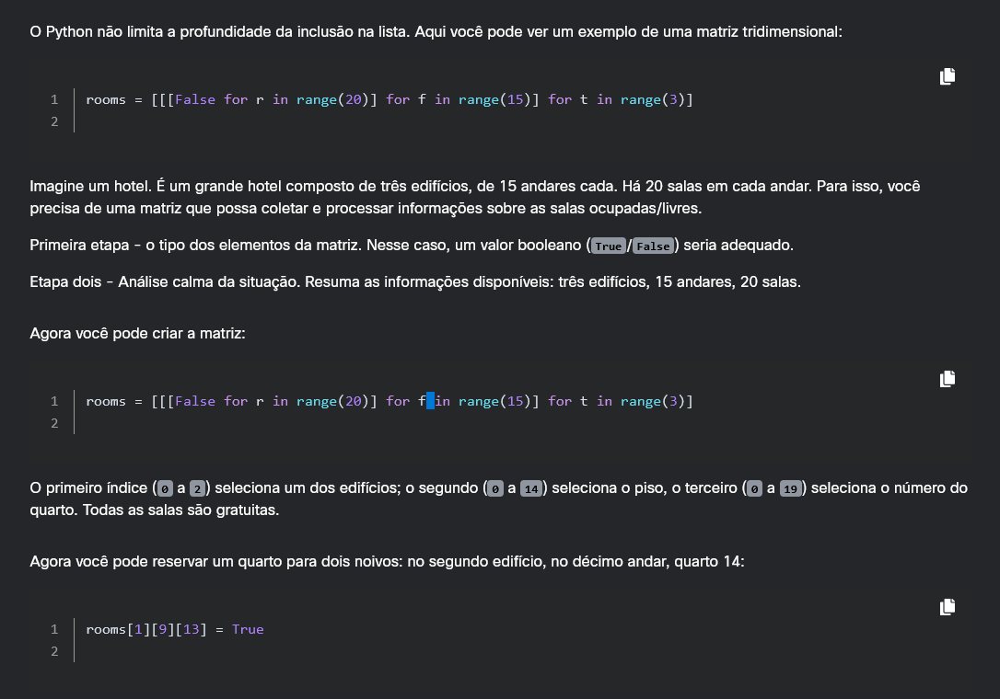 O Python não limita a profundidade da inclusão na lista. Aqui você pode ver um exemplo de uma matriz tridimensional:
1 rooms = [[[False for r in range(20)] for f in range(15)] for t in range(3)]
2
Imagine um hotel. É um grande hotel composto de três edifícios, de 15 andares cada. Há 20 salas em cada andar. Para isso, você
precisa de uma matriz que possa coletar e processar informações sobre as salas ocupadas/livres.
Primeira etapa - o tipo dos elementos da matriz. Nesse caso, um valor booleano (True/False) seria adequado.
Etapa dois - Análise calma da situação. Resuma as informações disponíveis: três edifícios, 15 andares, 20 salas.
Agora você pode criar a matriz:
1 rooms = [[[False for r in range(20)] for f in range(15)] for t in range(3)]
2
O primeiro índice (0 a 2) seleciona um dos edifícios; o segundo (0 a 14) seleciona o piso, o terceiro (0 a 19) seleciona o número do
quarto. Todas as salas são gratuitas.
Agora você pode reservar um quarto para dois noivos: no segundo edifício, no décimo andar, quarto 14:
1 rooms[1][9][13] = True
2